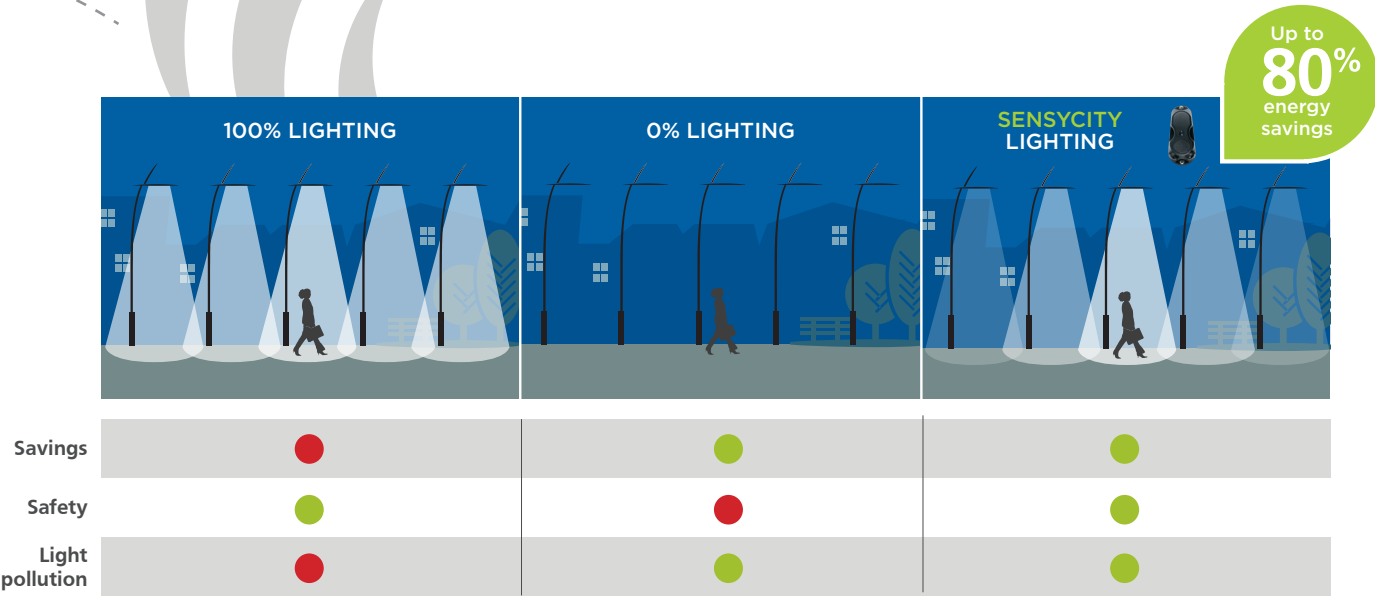 Up to
80%
energy
savings
100% LIGHTING
0% LIGHTING
SENSYCITY
LIGHTING
Savings
Safety
Light
pollution